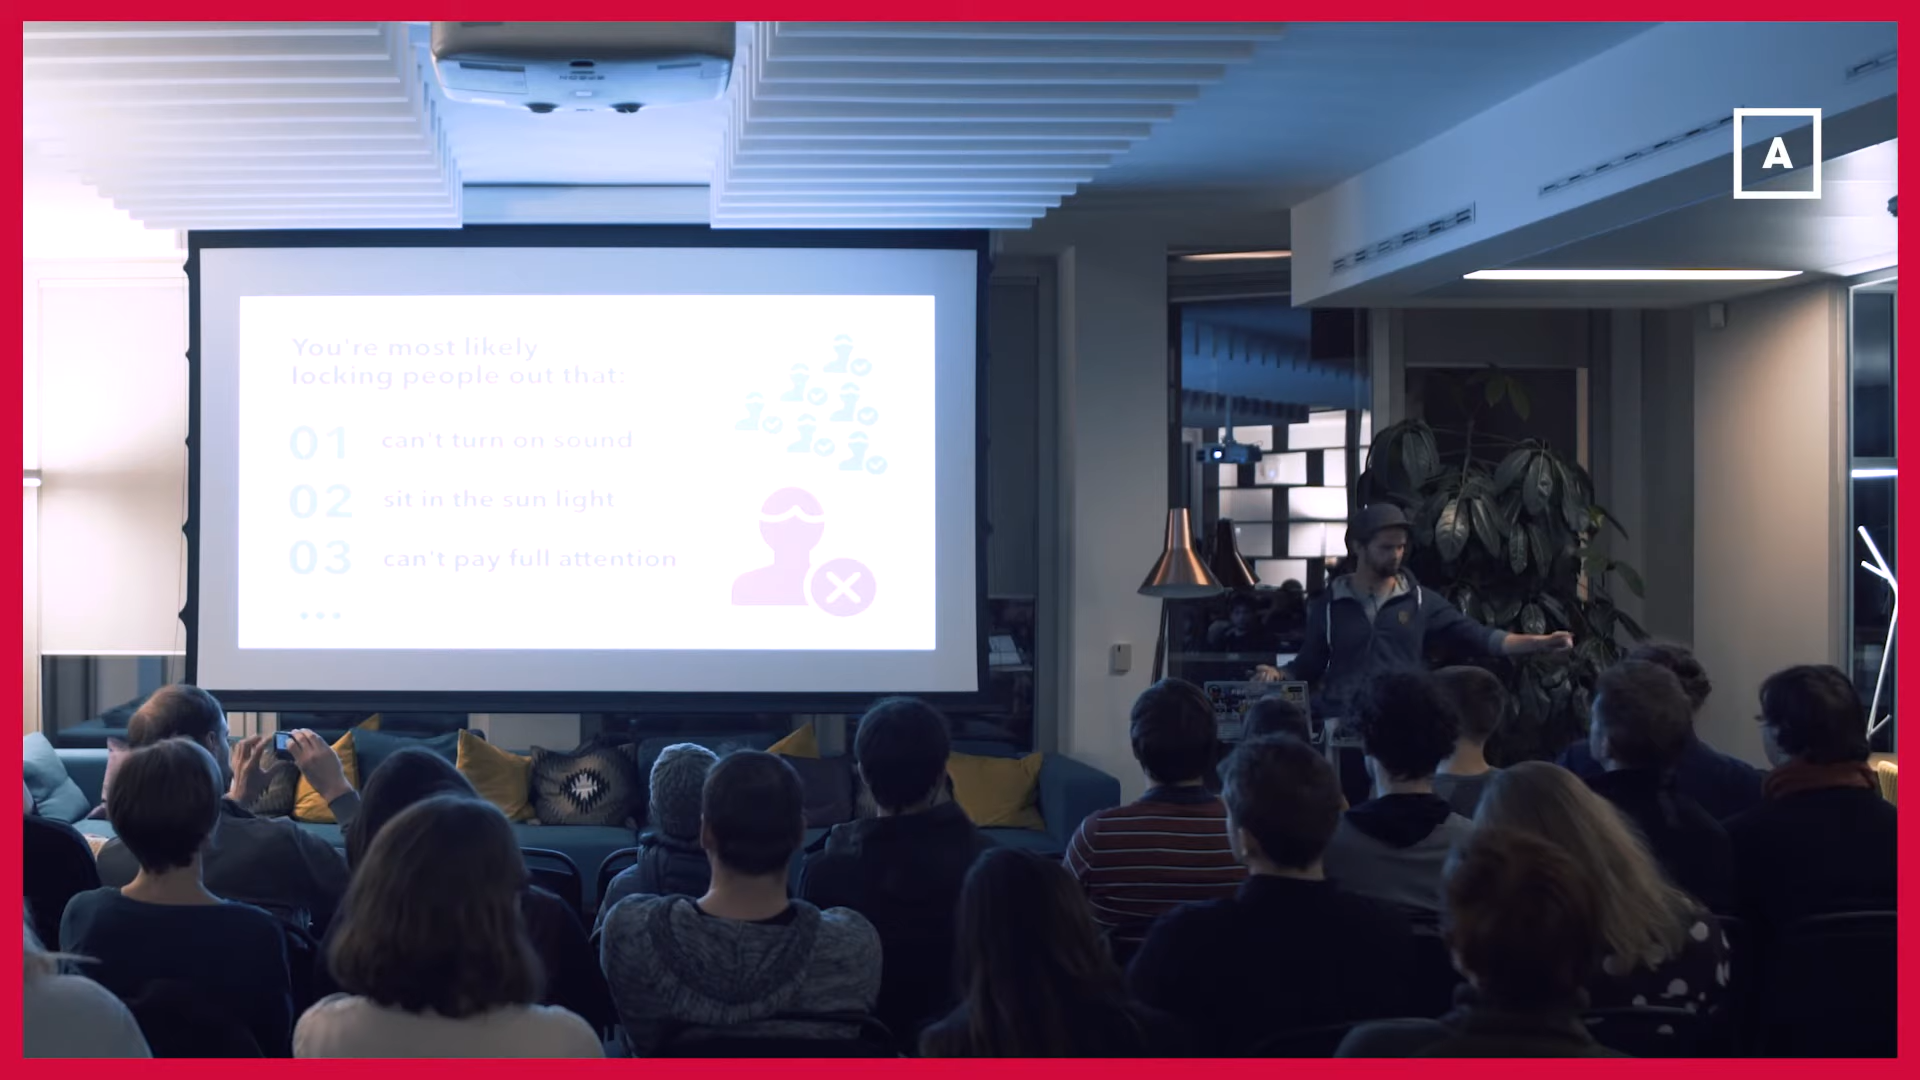 A
You're most likely
locking people out that:
01 can't turn on sound
02 sit in the sun light
03 can't pay full attention
...